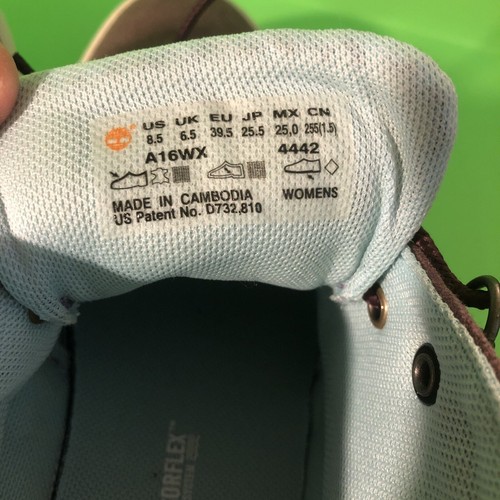 US UK EU JP MX CN
8.5 6.5 39.5 25.5 25,0 255(1.5)
A16WX 4442
MADE IN CAMBODIA WOMENS
US Patent No. D732,810
ORFLEX™